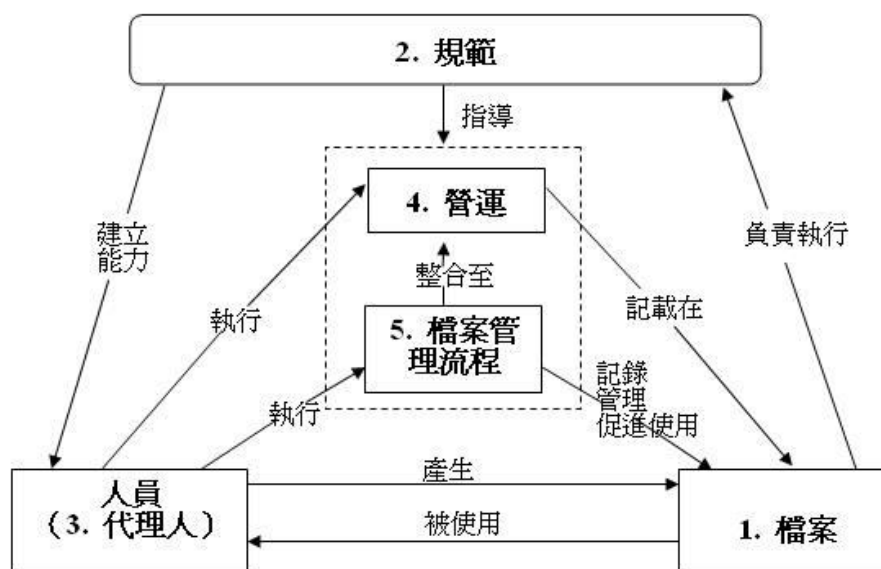 2. 規範
指導
4. 營運
建立
能力
負責執行
整合至
執行
記載在
5. 檔案管
理流程
記錄
管理
促進使用
執行
人員
（3. 代理人）
產生
被使用
1. 檔案